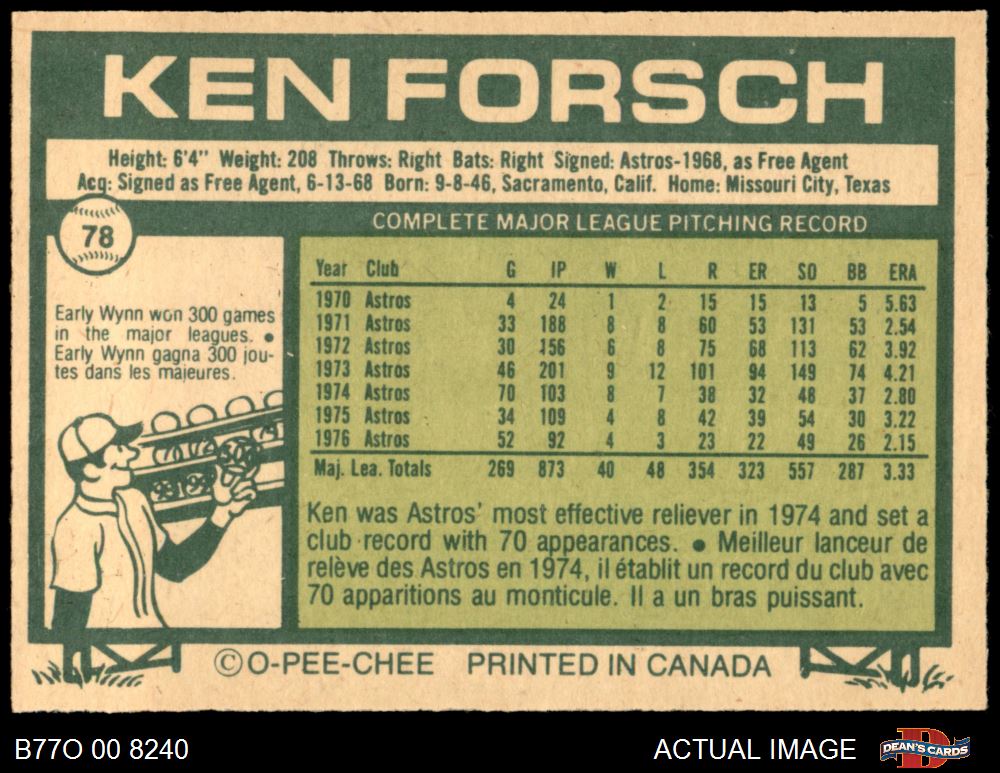 KEN FORSCH
Height: 6'4" Weight: 208 Throws: Right Bats: Right Signed: Astros-1968, as Free Agent
Acq: Signed as Free Agent, 6-13-68 Born: 9-8-46, Sacramento, Calif. Home: Missouri City, Texas
78
COMPLETE MAJOR LEAGUE PITCHING RECORD
Early Wynn won 300 games
in the major leagues. ●
Early Wynn gagna 300 jou-
tes dans les majeures.
300
Year Club G IP W L R ER SO BB ERA
1970 Astros 4 24 1 2 15 15 13 5 5.63
1971 Astros 33 188 8 8 60 53 131 53 2.54
1972 Astros 30 156 6 8 75 68 113 62 3.92
1973 Astros 46 201 9 12 101 94 149 74 4.21
1974 Astros 70 103 8 7 38 32 48 37 2.80
1975 Astros 34 109 4 8 42 39 54 30 3.22
1976 Astros 52 92 4 3 23 22 49 26 2.15
Maj. Lea. Totals 269 873 40 48 354 323 557 287 3.33
Ken was Astros' most effective reliever in 1974 and set a
club record with 70 appearances. ● Meilleur lanceur de
relève des Astros en 1974, il établit un record du club avec
70 apparitions au monticule. Il a un bras puissant.
© O-PEE-CHEE PRINTED IN CANADA
B77O 00 8240 ACTUAL IMAGE DEAN'S CARDS